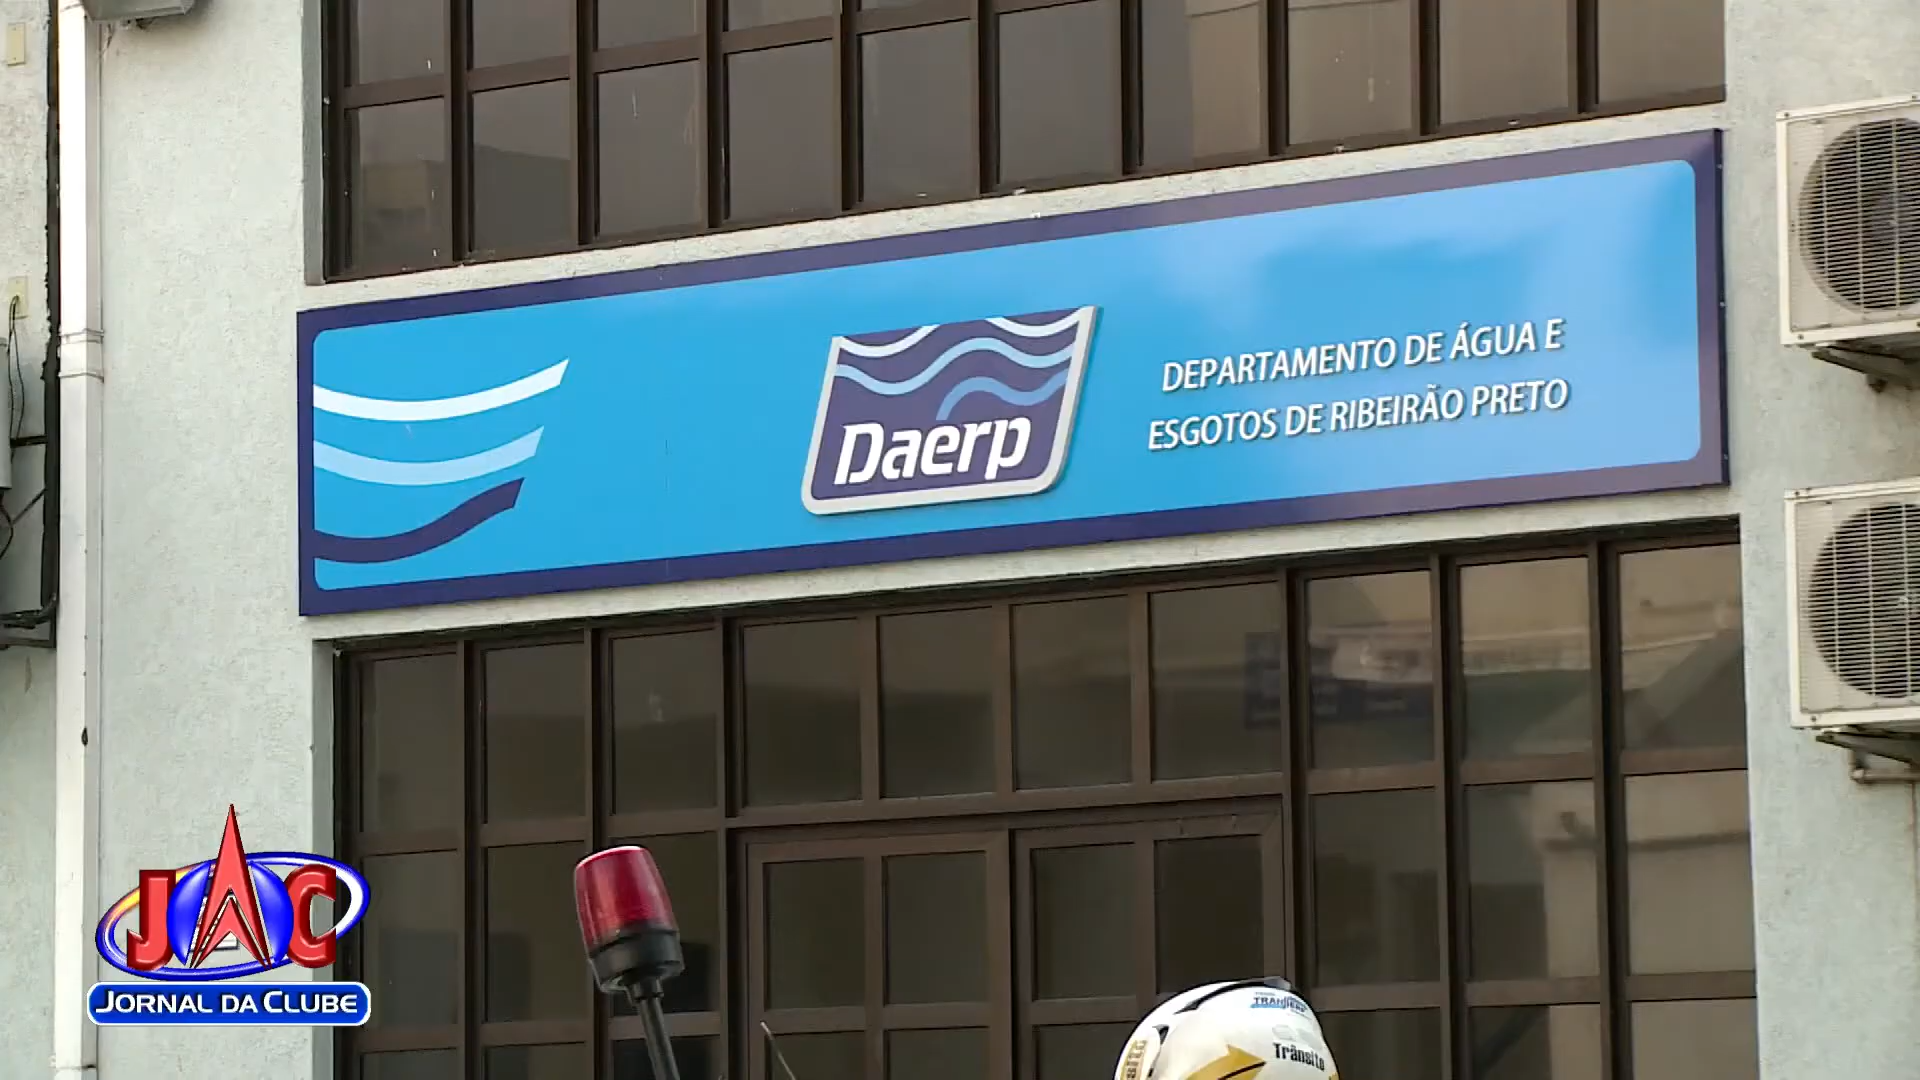 Daerp
DEPARTAMENTO DE ÁGUA E
ESGOTOS DE RIBEIRÃO PRETO
JAC
JORNAL DA CLUBE
Trânsito